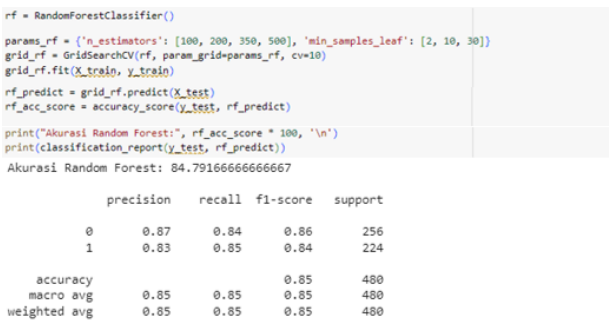 rf = RandomForestClassifier()
params_rf = {'n_estimators': [100, 200, 350, 500], 'min_samples_leaf': [2, 10, 30]}
grid_rf = GridSearchCV(rf, param_grid=params_rf, cv=10)
grid_rf.fit(X_train, y_train)
rf_predict = grid_rf.predict(X_test)
rf_acc_score = accuracy_score(y_test, rf_predict)
print("Akurasi Random Forest:", rf_acc_score * 100, '\n')
print(classification_report(y_test, rf_predict))
Akurasi Random Forest: 84.79166666666667
precision recall f1-score support
0 0.87 0.84 0.86 256
1 0.83 0.85 0.84 224
accuracy 0.85 480
macro avg 0.85 0.85 0.85 480
weighted avg 0.85 0.85 0.85 480